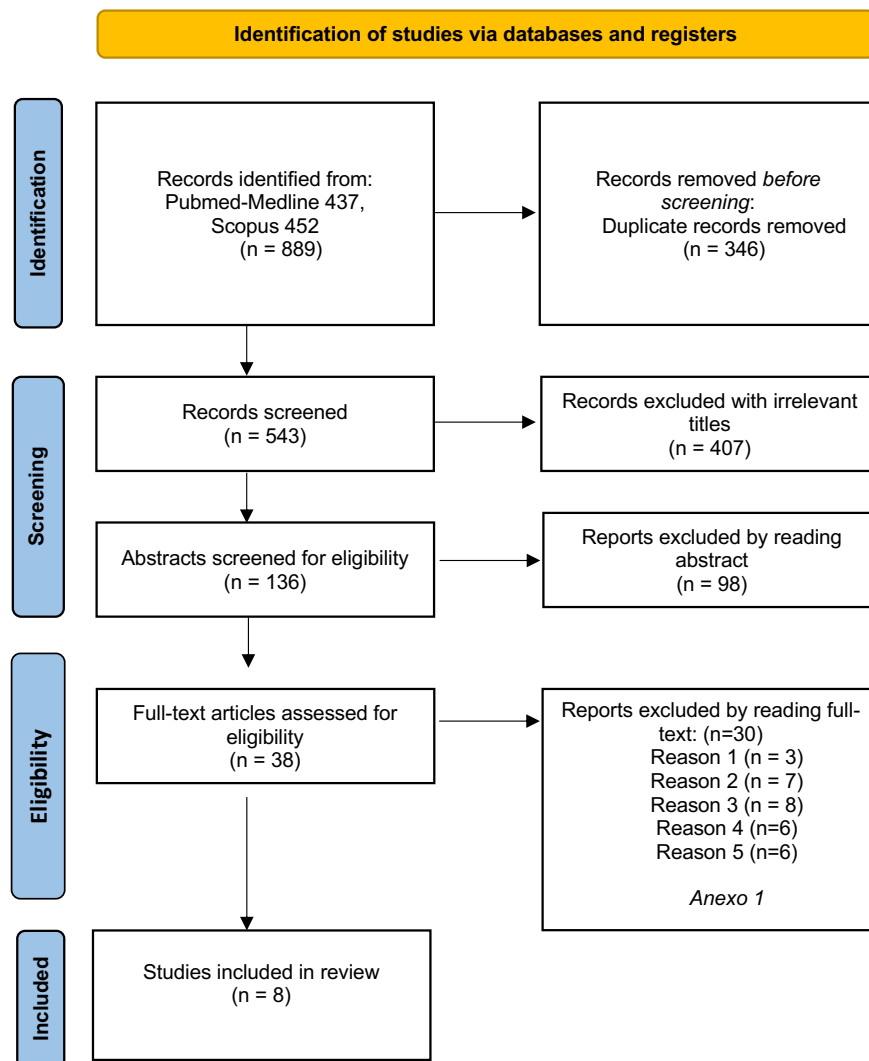 Identification of studies via databases and registers
Identification
Records identified from:
Pubmed-Medline 437,
Scopus 452
(n = 889)
Records removed before
screening:
Duplicate records removed
(n = 346)
Screening
Records screened
(n = 543)
Records excluded with irrelevant
titles
(n = 407)
Abstracts screened for eligibility
(n = 136)
Reports excluded by reading
abstract
(n = 98)
Eligibility
Full-text articles assessed for
eligibility
(n = 38)
Reports excluded by reading full-
text: (n=30)
Reason 1 (n = 3)
Reason 2 (n = 7)
Reason 3 (n = 8)
Reason 4 (n=6)
Reason 5 (n=6)
Anexo 1
Included
Studies included in review
(n = 8)